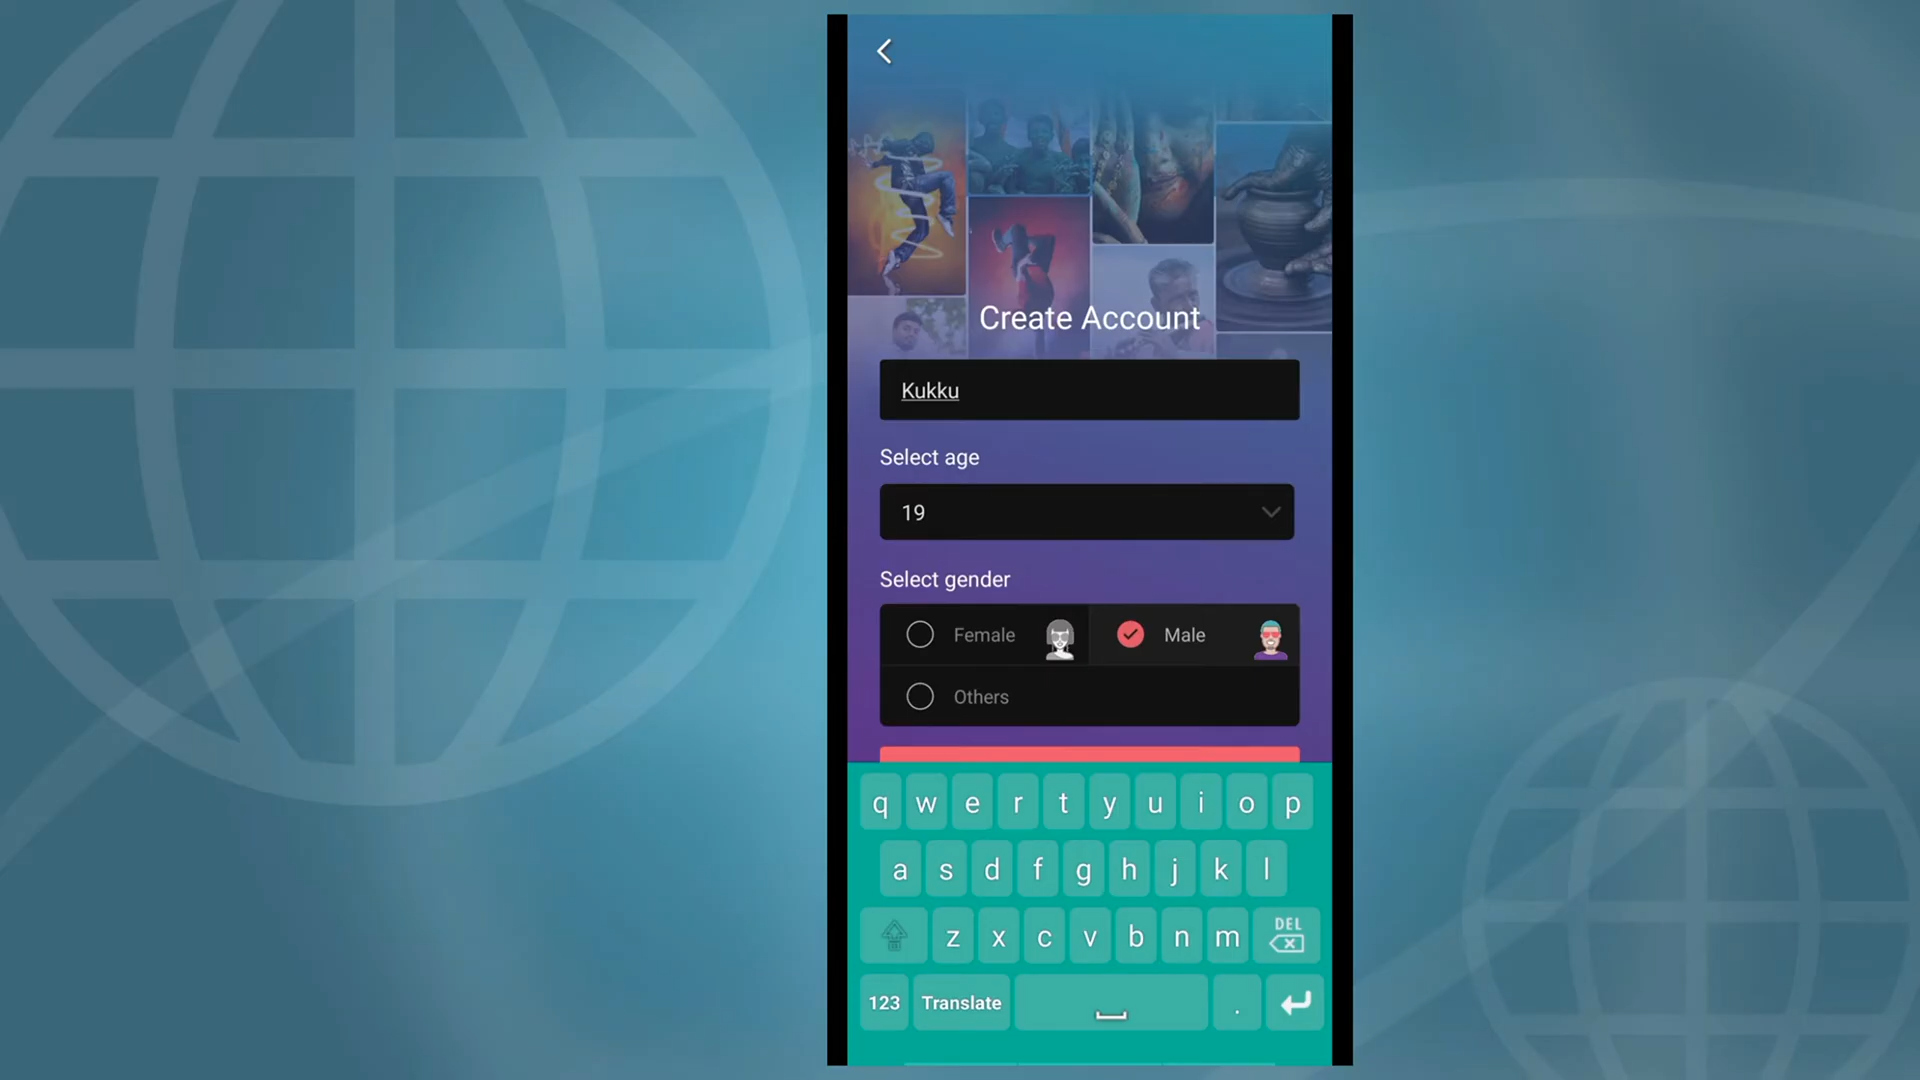 Create Account
Kukku
Select age
19
Select gender
Female
Male
Others
q w e r t y u i o p
a s d f g h j k l
z x c v b n m DEL
123 Translate .